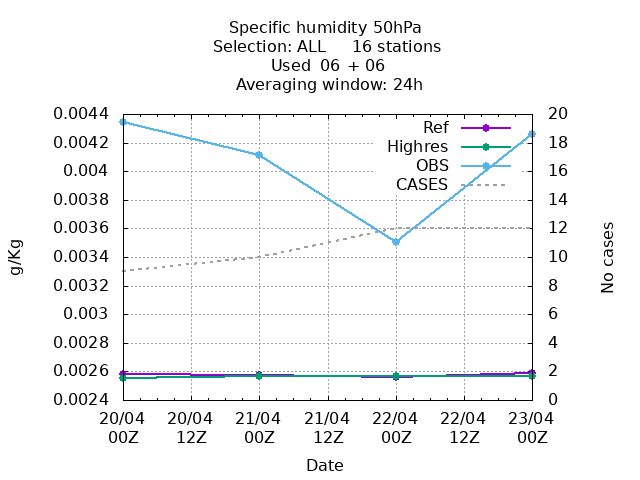 Specific humidity 50hPa
Selection: ALL 16 stations
Used 06 + 06
Averaging window: 24h
0.0044
0.0042
0.004
0.0038
0.0036
0.0034
0.0032
0.003
0.0028
0.0026
0.0024
g/Kg
Ref
Highres
OBS
CASES
20
18
16
14
12
10
8
6
4
2
0
No cases
20/04 20/04 21/04 21/04 22/04 22/04 23/04
00Z 12Z 00Z 12Z 00Z 12Z 00Z
Date